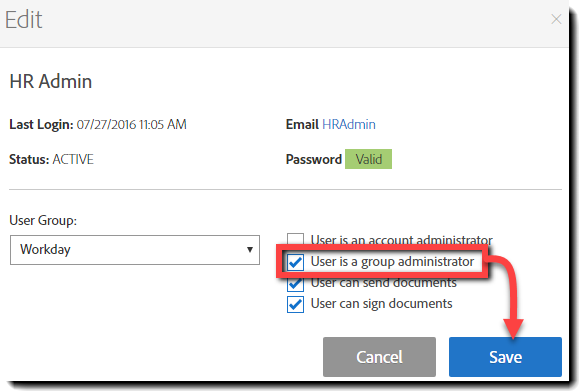 Edit
HR Admin
Last Login: 07/27/2016 11:05 AM
Email HRAdmin
Status: ACTIVE
Password Valid
User Group:
Workday
User is an account administrator
User is a group administrator
User can send documents
User can sign documents
Cancel
Save